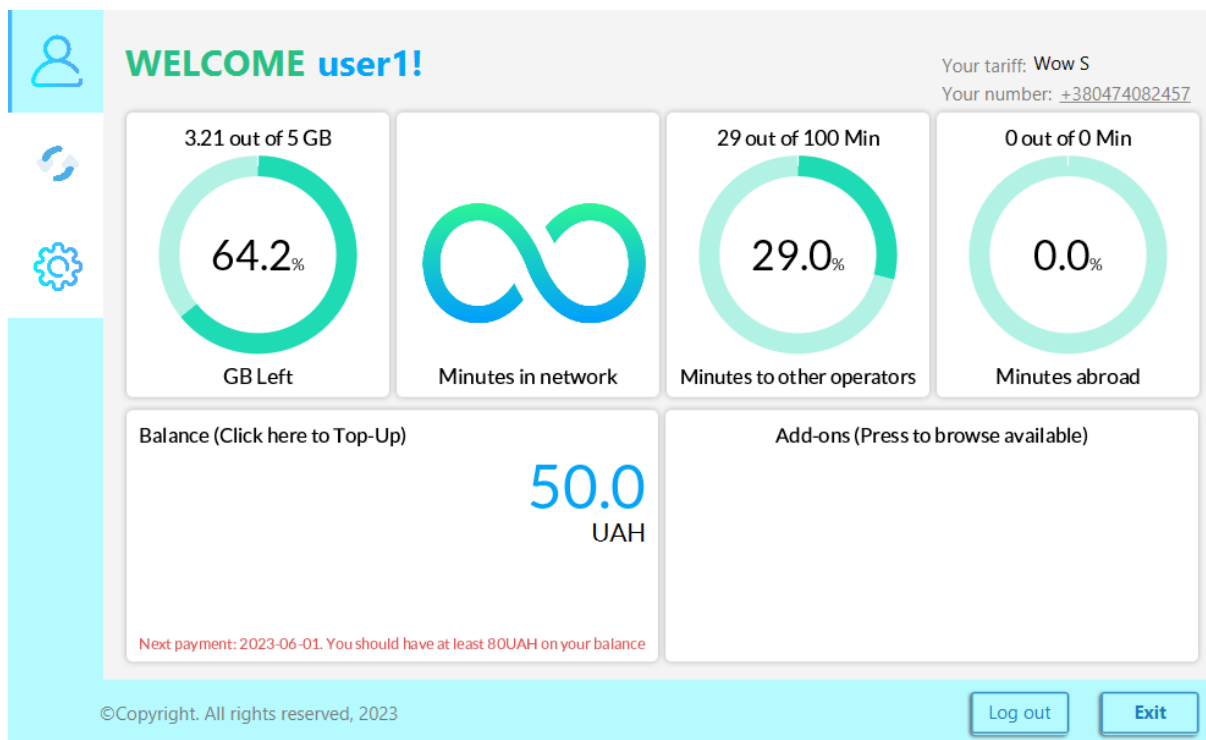 WELCOME user1!
Your tariff: Wow S
Your number: +380474082457
3.21 out of 5 GB
64.2%
GB Left
Minutes in network
29 out of 100 Min
29.0%
Minutes to other operators
0 out of 0 Min
0.0%
Minutes abroad
Balance (Click here to Top-Up)
50.0
UAH
Next payment: 2023-06-01. You should have at least 80UAH on your balance
Add-ons (Press to browse available)
©Copyright. All rights reserved, 2023
Log out
Exit